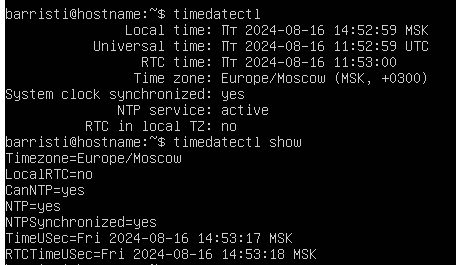 barristi@hostname:~$ timedatectl
Local time: Пт 2024-08-16 14:52:59 MSK
Universal time: Пт 2024-08-16 11:52:59 UTC
RTC time: Пт 2024-08-16 11:53:00
Time zone: Europe/Moscow (MSK, +0300)
System clock synchronized: yes
NTP service: active
RTC in local TZ: no
barristi@hostname:~$ timedatectl show
Timezone=Europe/Moscow
LocalRTC=no
CanNTP=yes
NTP=yes
NTPSynchronized=yes
TimeUSec=Fri 2024-08-16 14:53:17 MSK
RTCTimeUSec=Fri 2024-08-16 14:53:18 MSK